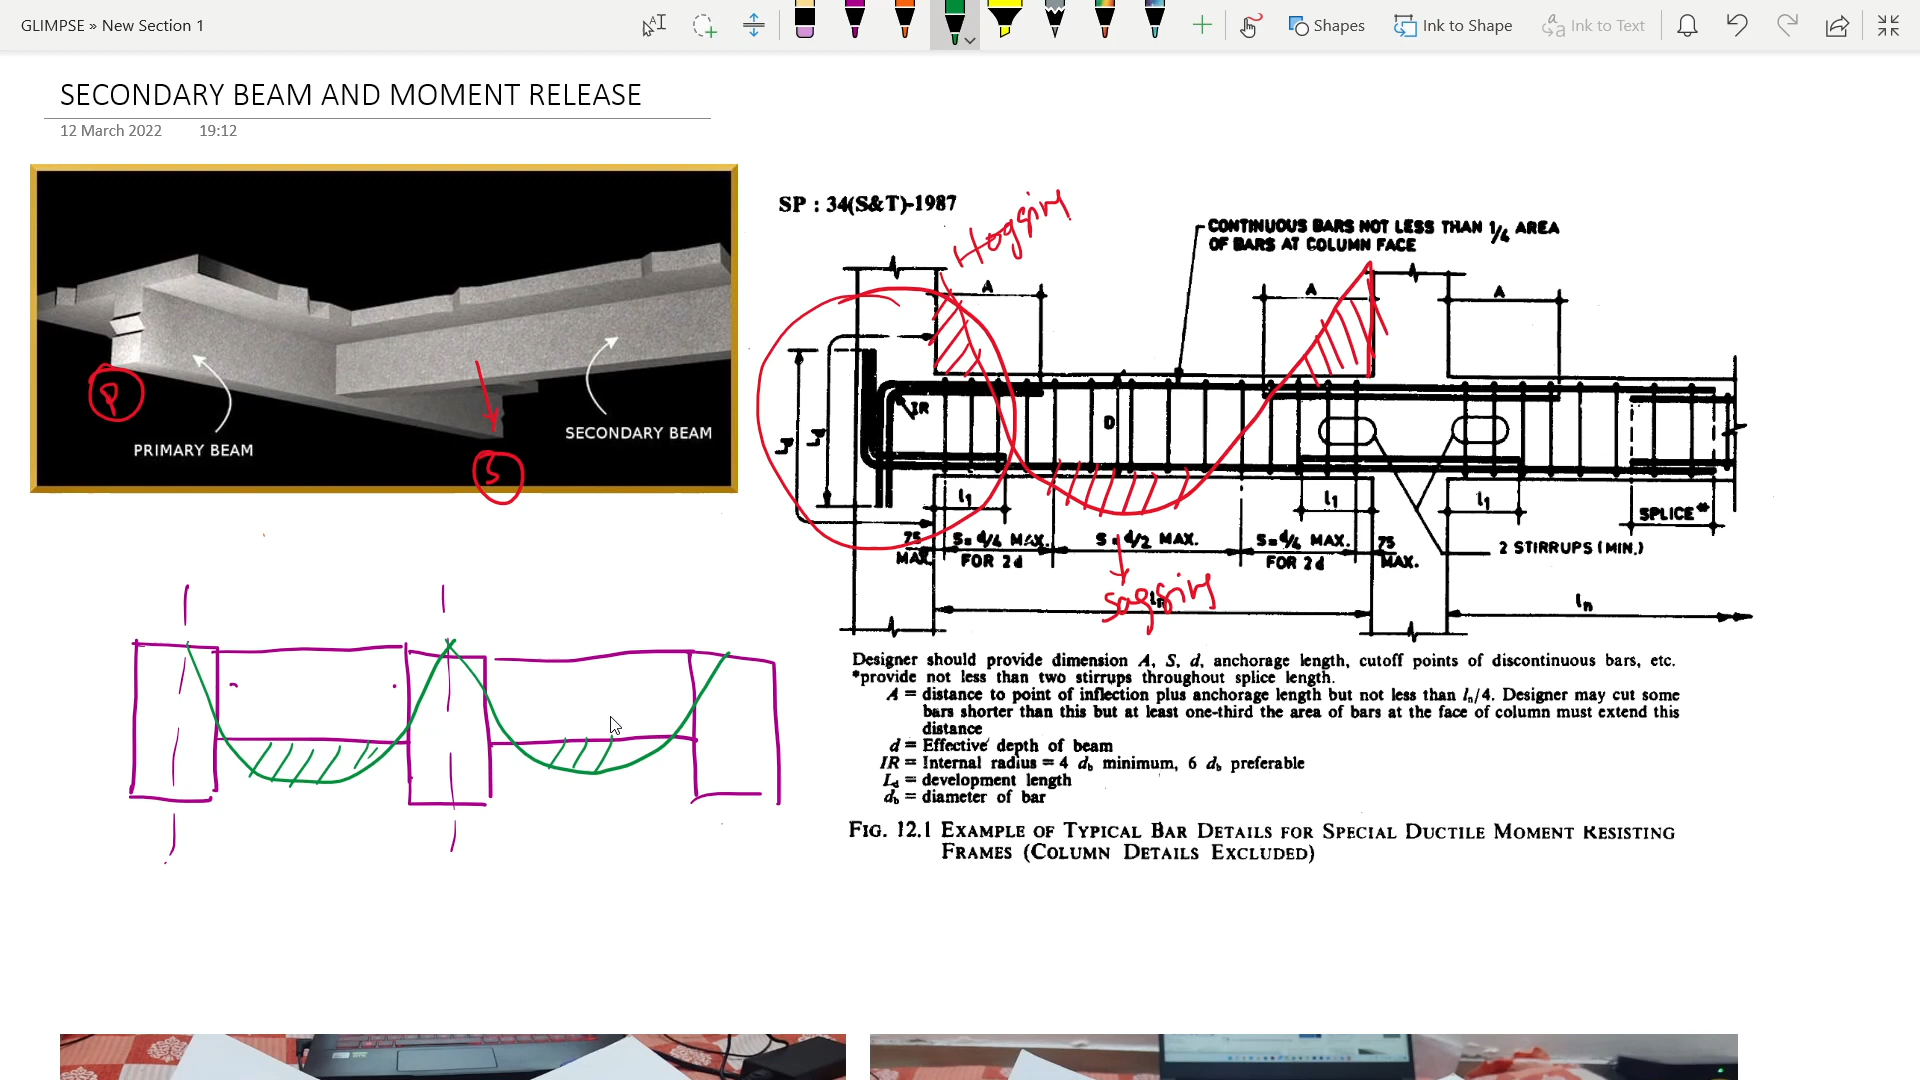 GLIMPSE » New Section 1
Shapes
Ink to Shape
Ink to Text
SECONDARY BEAM AND MOMENT RELEASE
12 March 2022 19:12
PRIMARY BEAM
SECONDARY BEAM
P
S
SP : 34(S&T)-1987
Hogging
CONTINUOUS BARS NOT LESS THAN 1/4 AREA
OF BARS AT COLUMN FACE
A
A
A
IR
D
Ld
Ld
l1
l1
l1
SPLICE*
75
MAX.
S= d/4 MAX.
FOR 2d
S= d/2 MAX.
S= d/4 MAX.
FOR 2d
75
MAX.
2 STIRRUPS (MIN.)
sagging
ln
ln
Designer should provide dimension A, S, d, anchorage length, cutoff points of discontinuous bars, etc.
*provide not less than two stirrups throughout splice length.
A = distance to point of inflection plus anchorage length but not less than ln/4. Designer may cut some
bars shorter than this but at least one-third the area of bars at the face of column must extend this
distance
d = Effective depth of beam
IR = Internal radius = 4 db minimum, 6 db preferable
Ld = development length
db = diameter of bar
FIG. 12.1 EXAMPLE OF TYPICAL BAR DETAILS FOR SPECIAL DUCTILE MOMENT RESISTING
FRAMES (COLUMN DETAILS EXCLUDED)